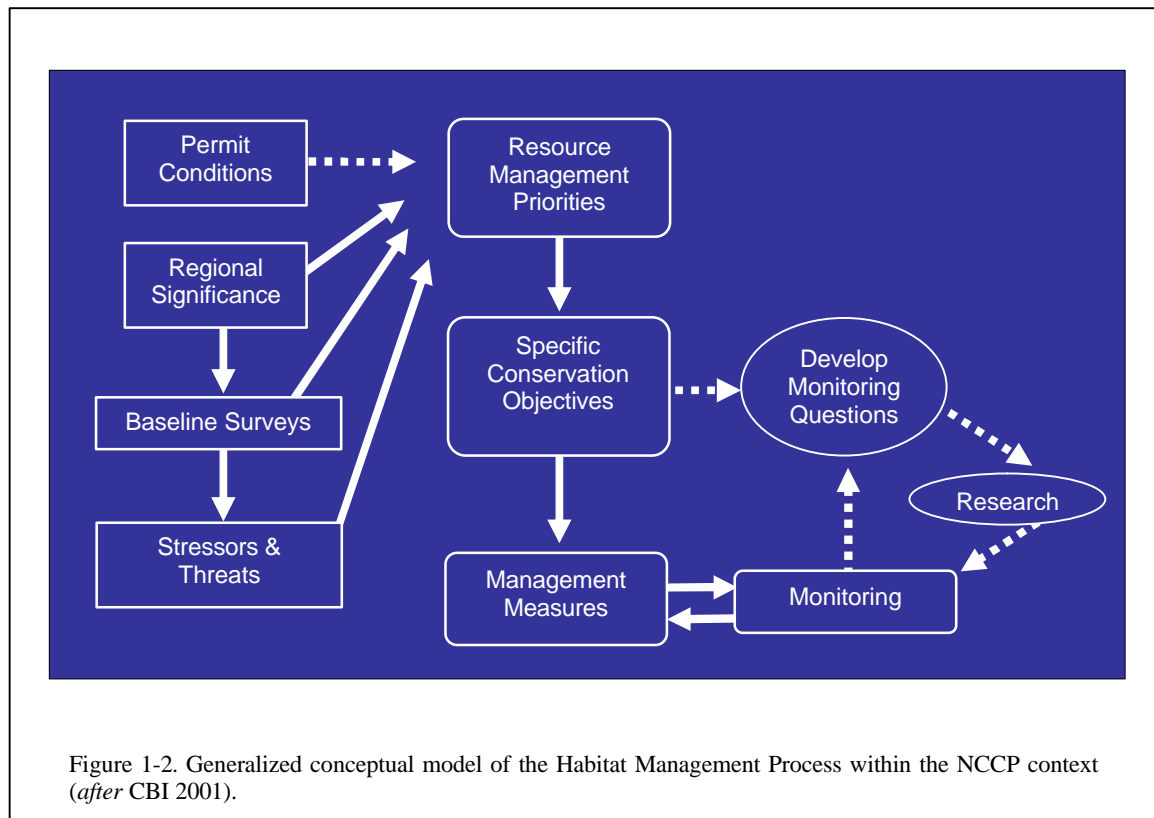 Permit
Conditions
Regional
Significance
Baseline Surveys
Stressors &
Threats
Resource
Management
Priorities
Specific
Conservation
Objectives
Management
Measures
Develop
Monitoring
Questions
Research
Monitoring
Figure 1-2. Generalized conceptual model of the Habitat Management Process within the NCCP context
(after CBI 2001).